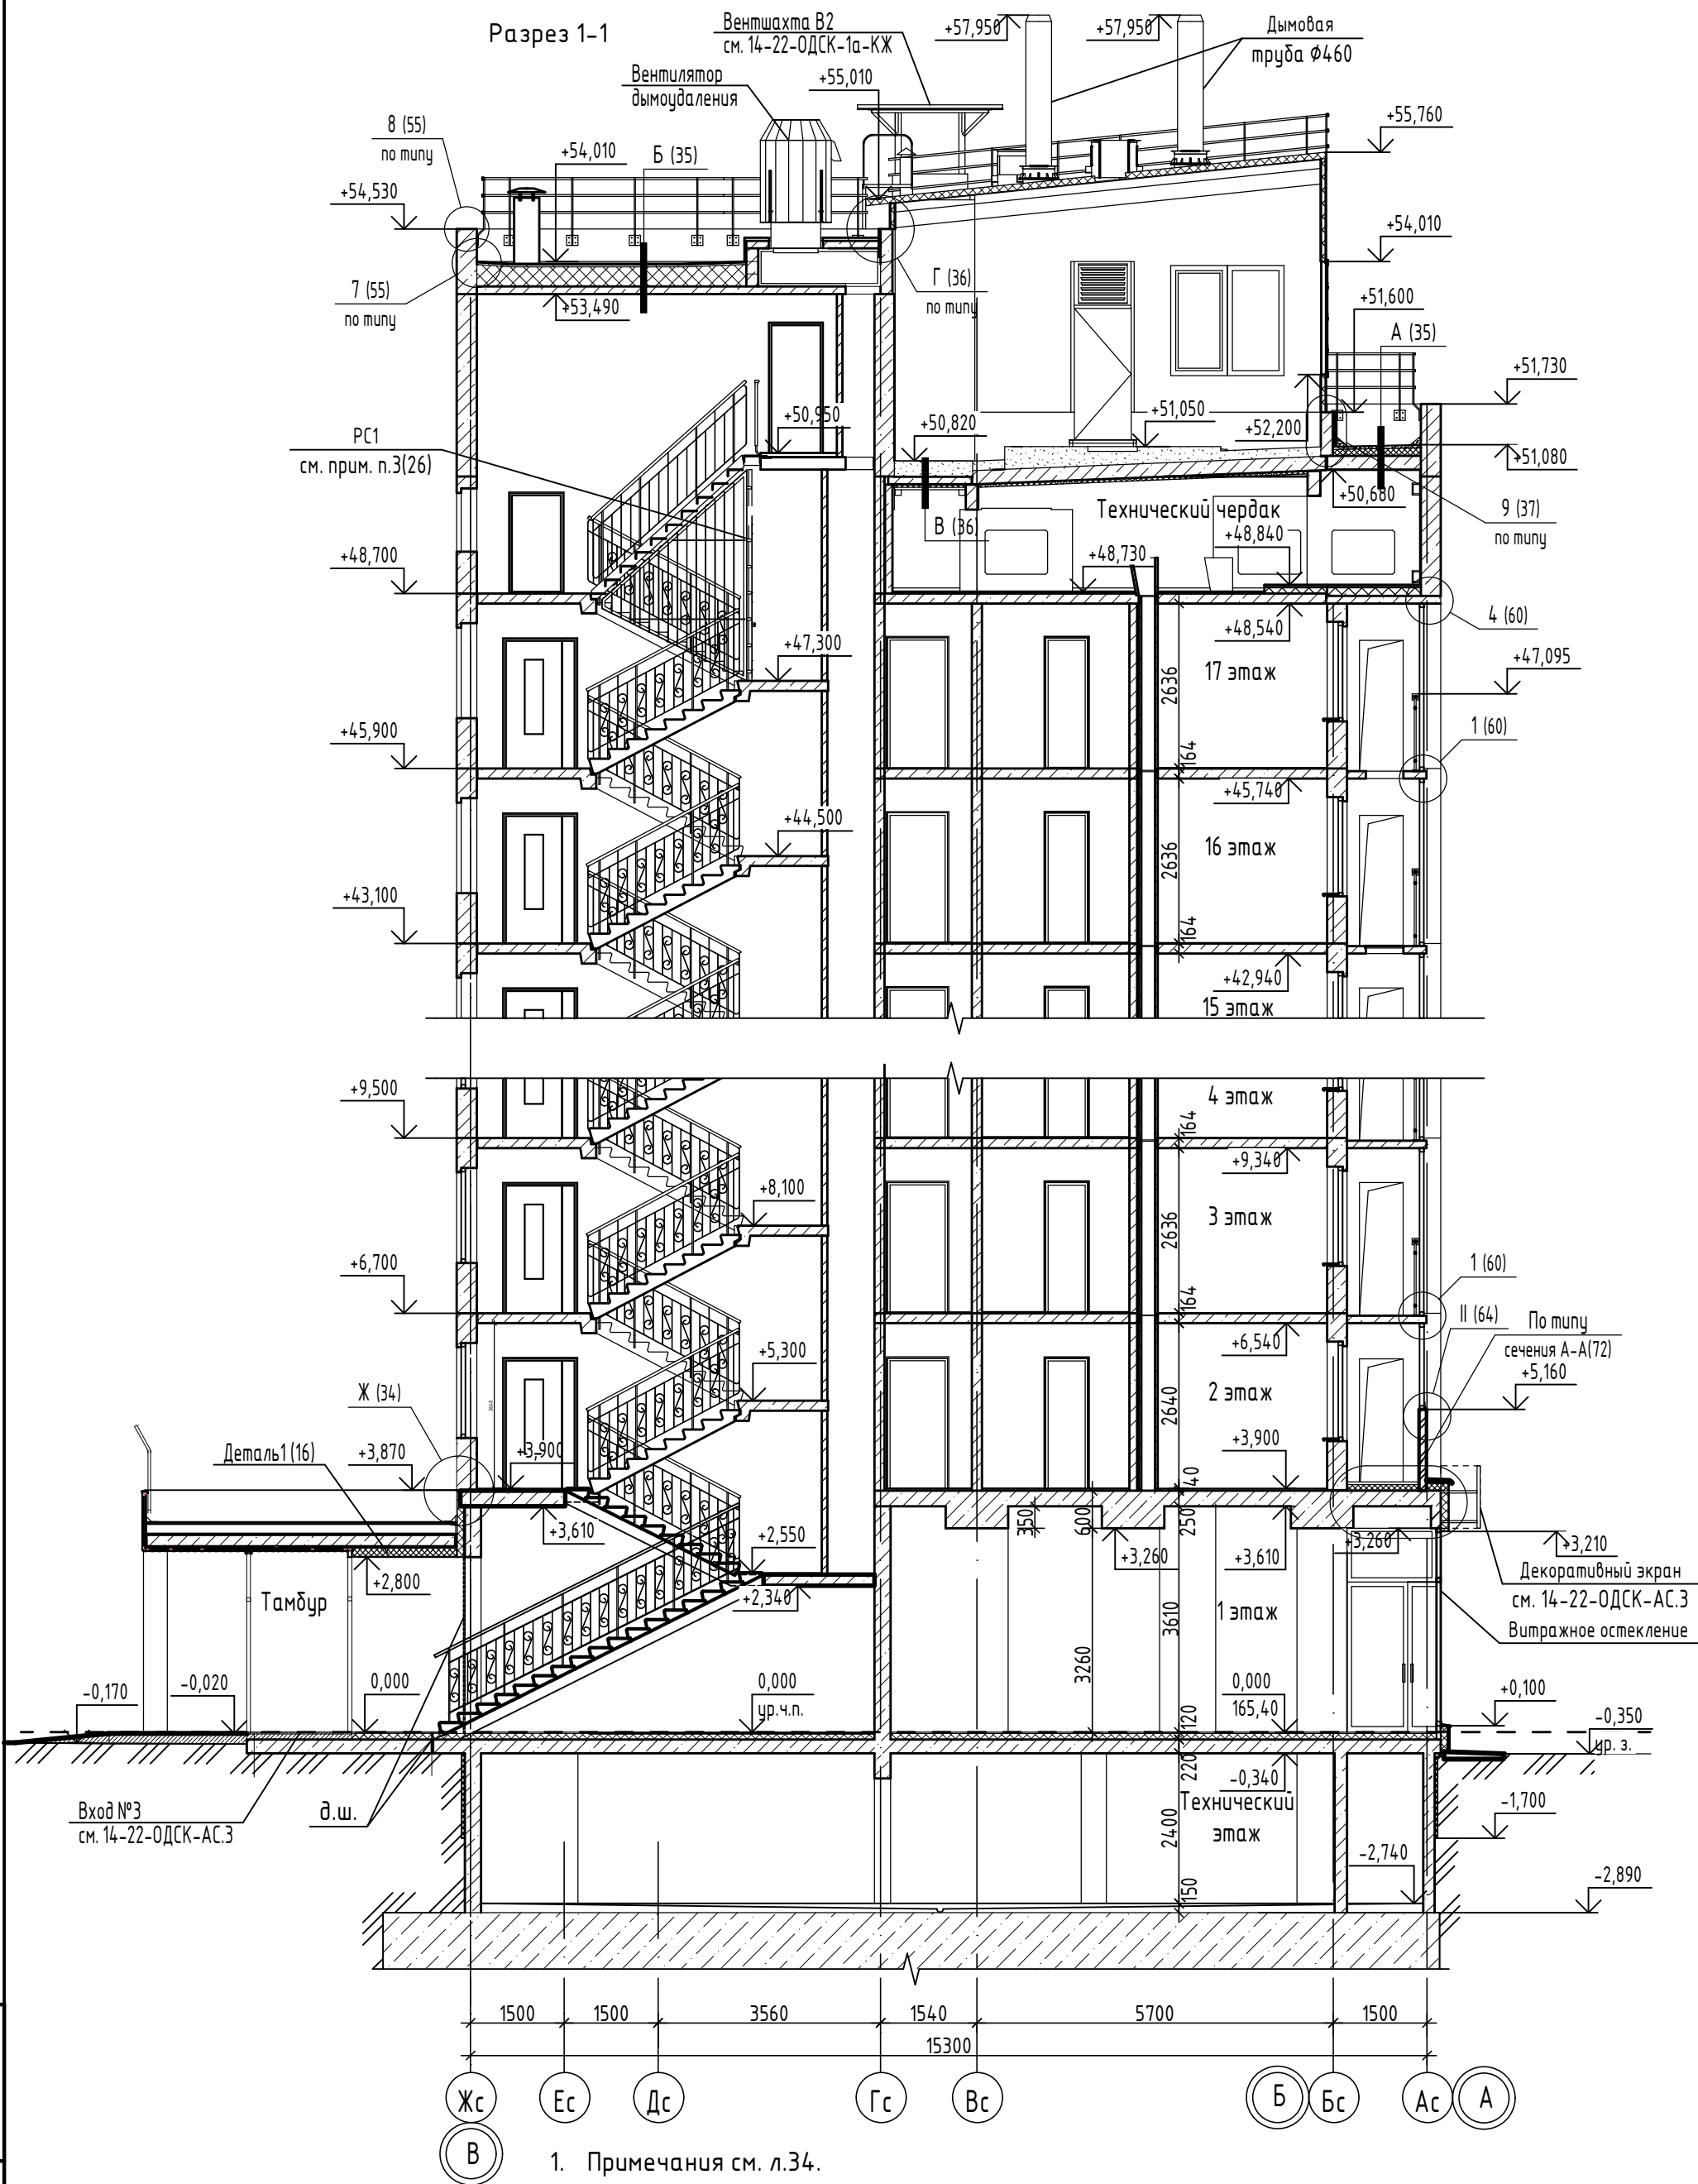 Разрез 1-1
Вентшахта В2
см. 14-22-ОДСК-1а-КЖ
+57,950
+57,950
Дымовая
труба Ф460
Вентилятор
дымоудаления
+55,010
8 (55)
по типу
+54,010
Б (35)
+55,760
+54,530
+54,010
7 (55)
по типу
+53,490
Г (36)
по типу
+51,600
А (35)
+51,730
РС1
см. прим. п.3(26)
+50,950
+50,820
+51,050
+52,200
+51,080
+50,680
9 (37)
по типу
Технический чердак
В (36)
+48,840
+48,730
+48,700
4 (60)
+48,540
+47,300
2636
17 этаж
+47,095
+45,900
164
1 (60)
+45,740
+44,500
2636
16 этаж
+43,100
164
+42,940
15 этаж
+9,500
4 этаж
164
+9,340
+8,100
2636
3 этаж
+6,700
164
1 (60)
II (64)
По типу
сечения А-А(72)
+6,540
+5,300
+5,160
Ж (34)
2640
2640
2 этаж
Деталь1 (16)
+3,870
+3,900
+3,900
40
+3,610
350
600
250
+2,550
+3,260
+3,610
+3,260
+3,210
Декоративный экран
см. 14-22-ОДСК-АС.3
Витражное остекление
+2,800
+2,340
Тамбур
1 этаж
3610
3260
-0,170
-0,020
0,000
0,000
ур.ч.п.
0,000
165,40
120
+0,100
-0,350
ур. з.
220
-0,340
Вход №3
см. 14-22-ОДСК-АС.3
д.ш.
Технический
этаж
-1,700
2400
-2,740
150
-2,890
1500
1500
3560
1540
5700
1500
15300
Жс
Ес
Дс
Гс
Вс
Б
Бс
Ас
А
В
1. Примечания см. л.34.